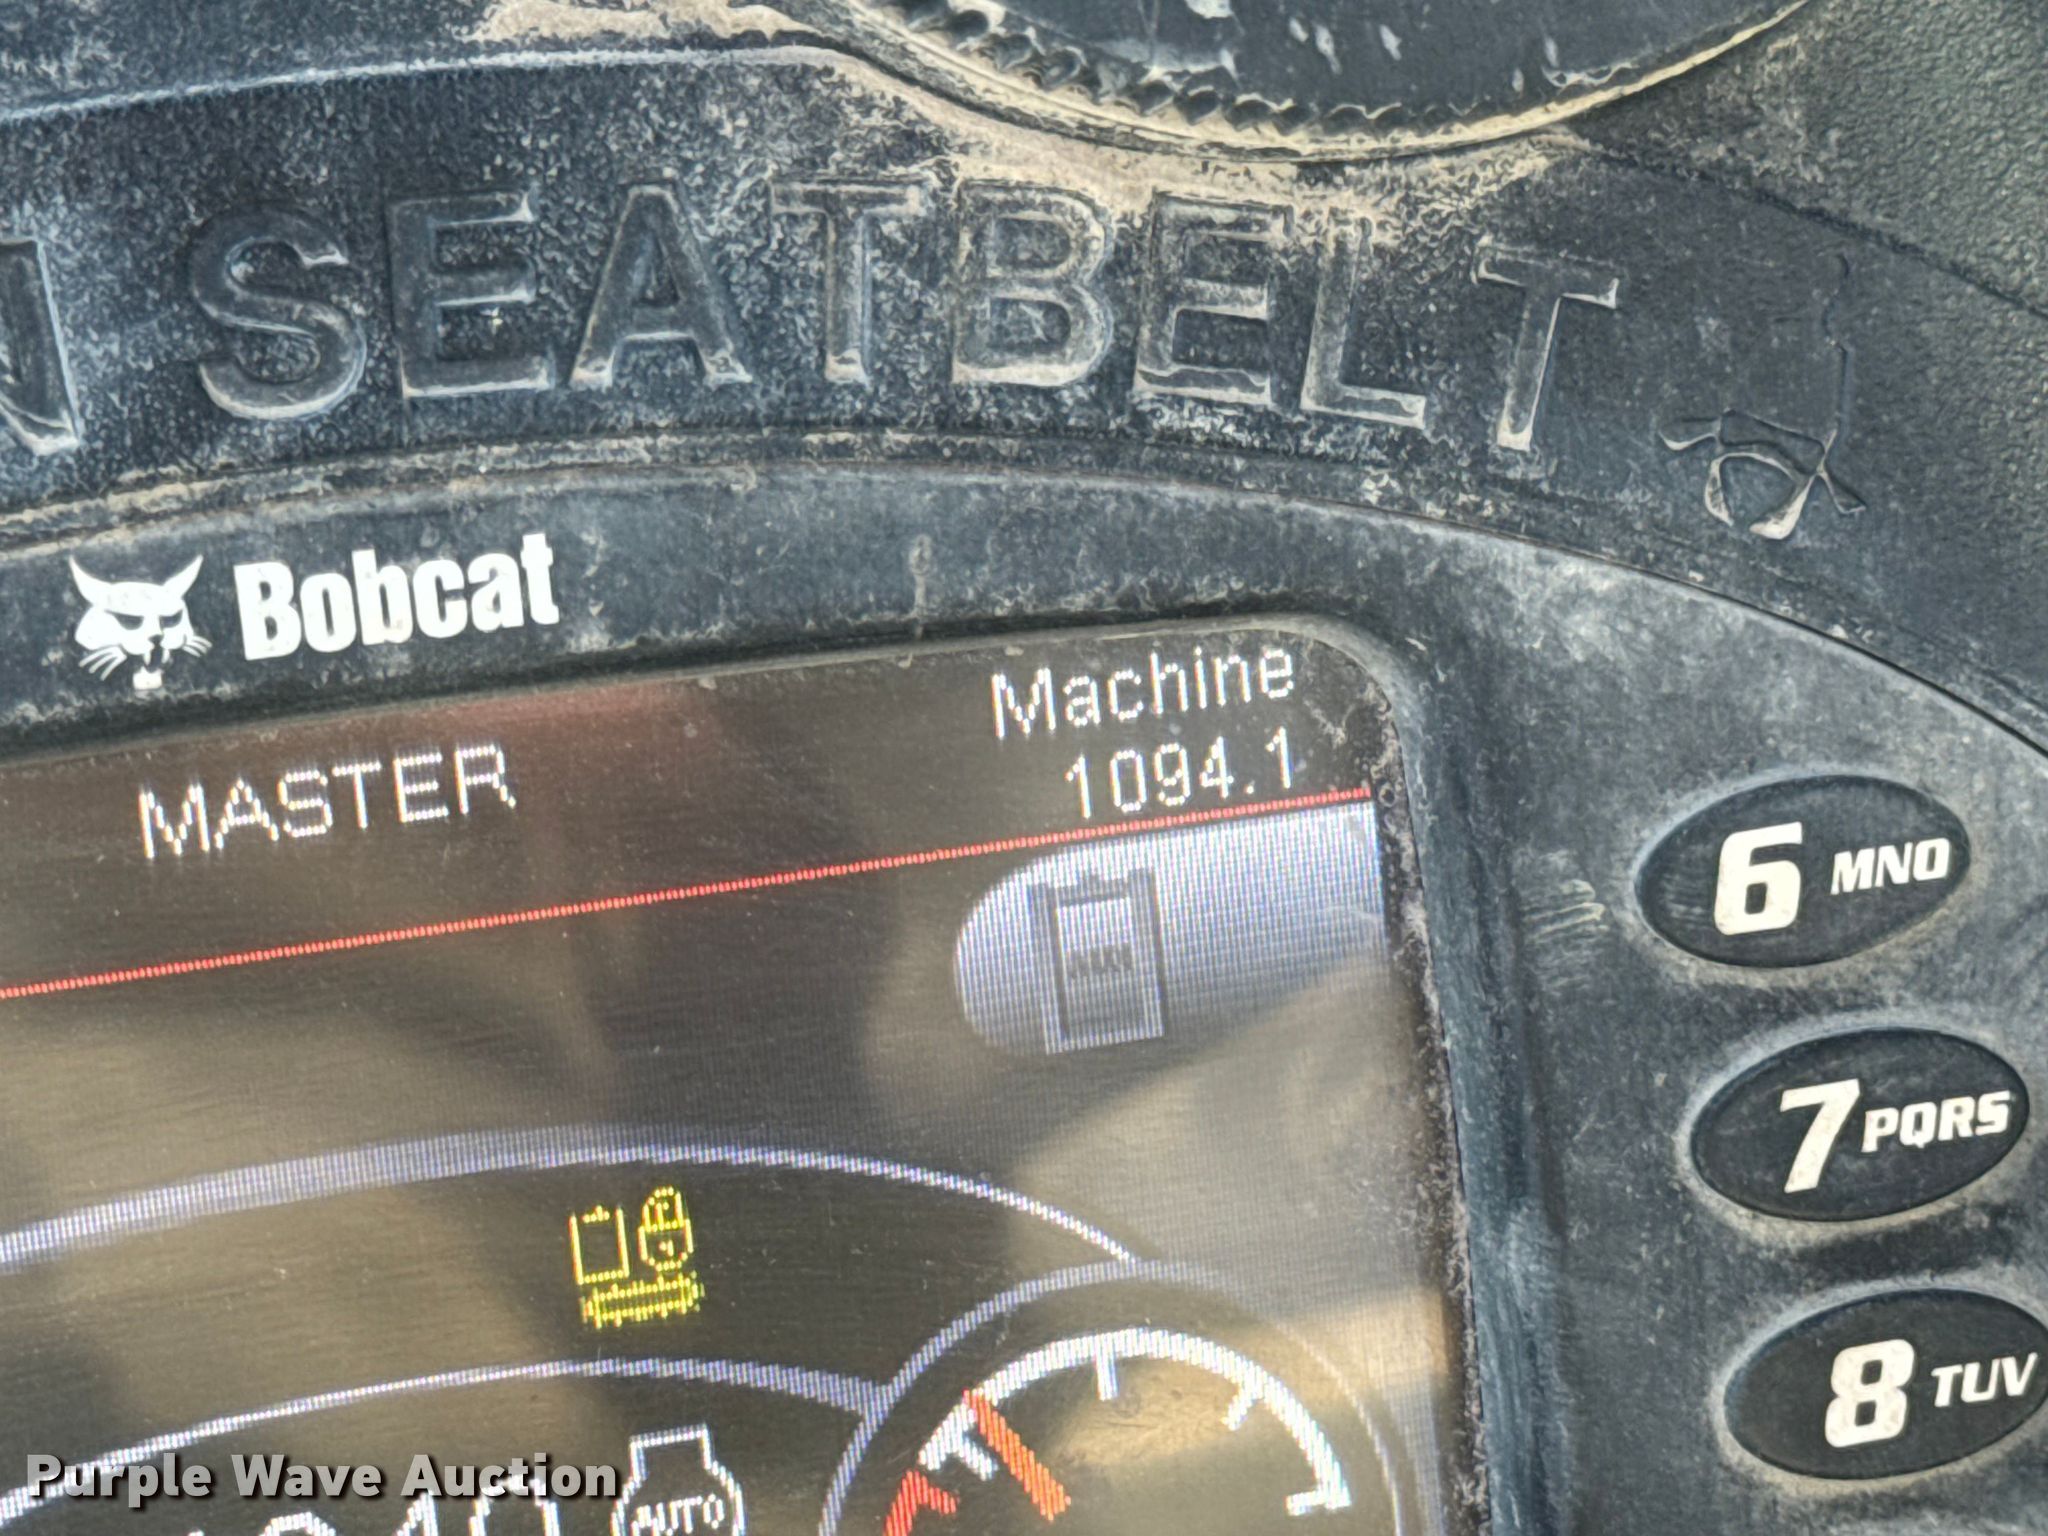 SEATBELT
Bobcat
Machine
MASTER
1094.1
6 MNO
7 PQRS
8 TUV
AUTO
Purple Wave Auction